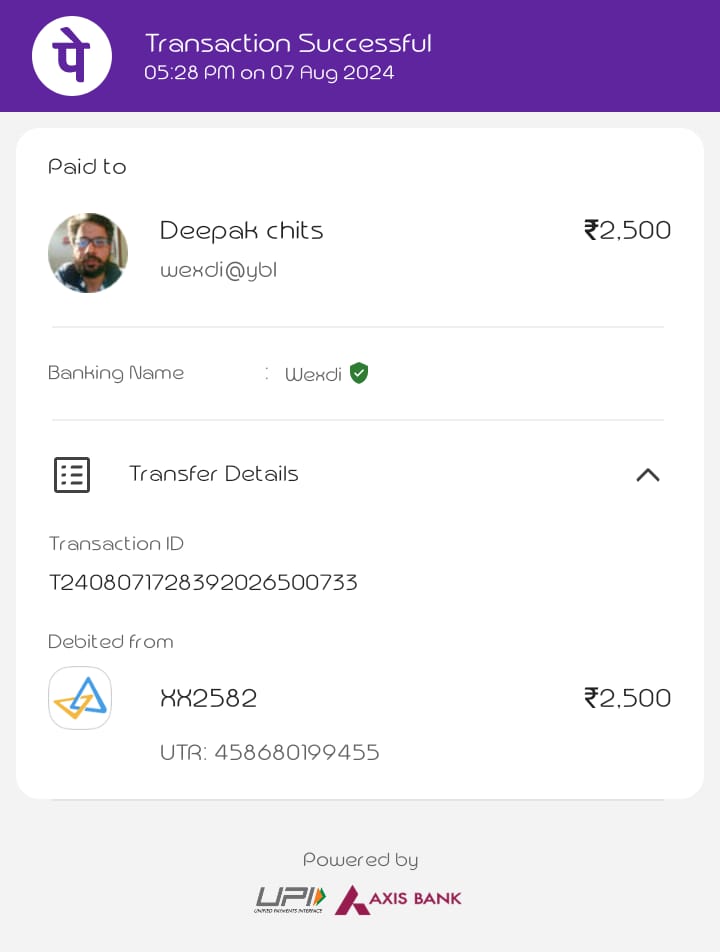 पे
Transaction Successful
05:28 PM on 07 Aug 2024
Paid to
Deepak chits ₹2,500
wexdi@ybl
Banking Name : Wexdi
Transfer Details
Transaction ID
T2408071728392026500733
Debited from
XX2582 ₹2,500
UTR: 458680199455
Powered by
UPI AXIS BANK
UNIFIED PAYMENTS INTERFACE